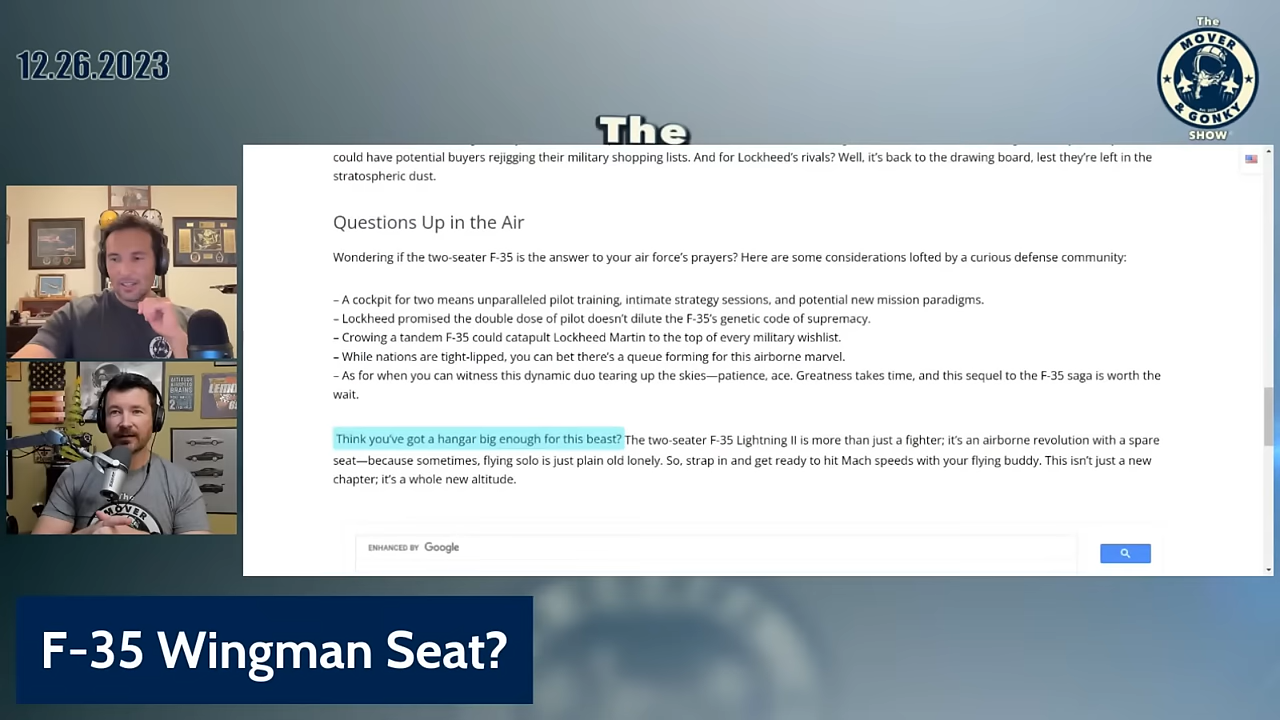 12.26.2023
The
MOVER
& GONKY
SHOW
The
could have potential buyers rejigging their military shopping lists. And for Lockheed's rivals? Well, it's back to the drawing board, lest they're left in the
stratospheric dust.
Questions Up in the Air
Wondering if the two-seater F-35 is the answer to your air force's prayers? Here are some considerations lofted by a curious defense community:
– A cockpit for two means unparalleled pilot training, intimate strategy sessions, and potential new mission paradigms.
– Lockheed promised the double dose of pilot doesn't dilute the F-35's genetic code of supremacy.
– Crowing a tandem F-35 could catapult Lockheed Martin to the top of every military wishlist.
– While nations are tight-lipped, you can bet there's a queue forming for this airborne marvel.
– As for when you can witness this dynamic duo tearing up the skies—patience, ace. Greatness takes time, and this sequel to the F-35 saga is worth the
wait.
Think you've got a hangar big enough for this beast? The two-seater F-35 Lightning II is more than just a fighter; it's an airborne revolution with a spare
seat—because sometimes, flying solo is just plain old lonely. So, strap in and get ready to hit Mach speeds with your flying buddy. This isn't just a new
chapter; it's a whole new altitude.
ENHANCED BY Google
MOVER
F-35 Wingman Seat?